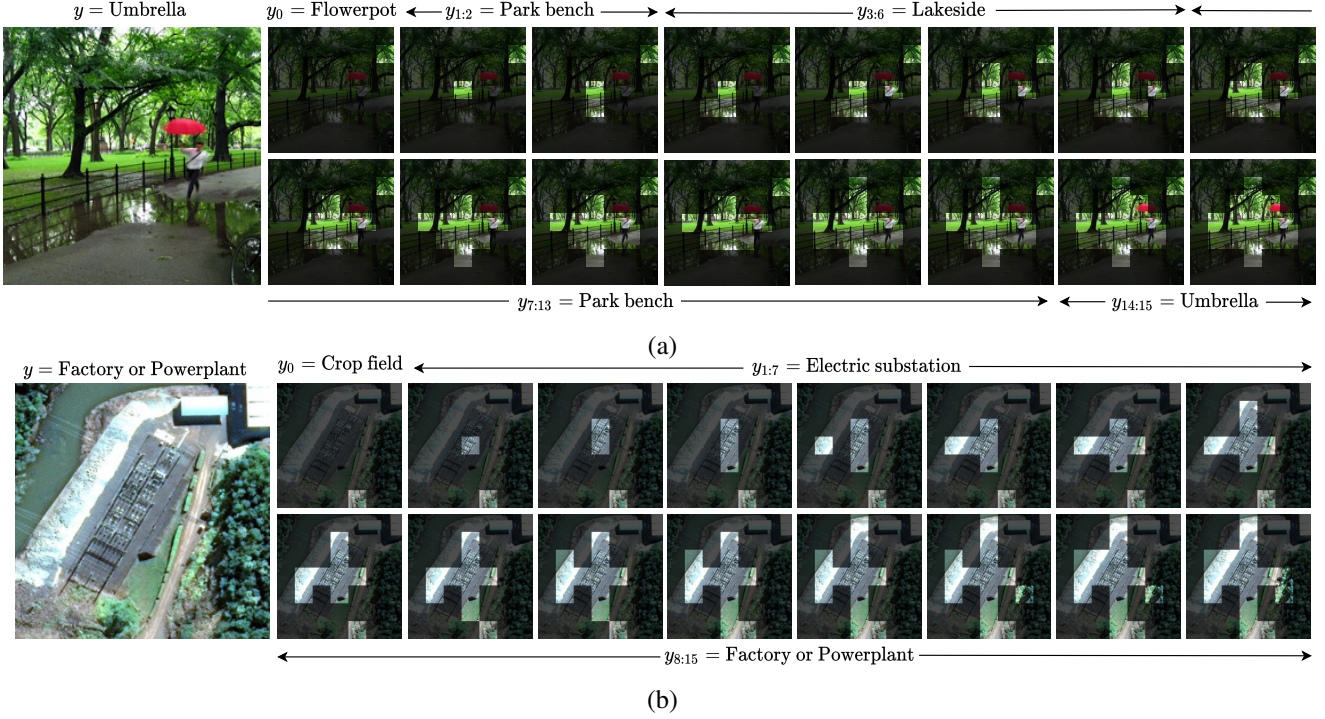 y = Umbrella
y₀ = Flowerpot
y₁:₂ = Park bench
y₃:₆ = Lakeside
y₇:₁₃ = Park bench
y₁₄:₁₅ = Umbrella
(a)
y = Factory or Powerplant
y₀ = Crop field
y₁:₇ = Electric substation
y₈:₁₅ = Factory or Powerplant
(b)